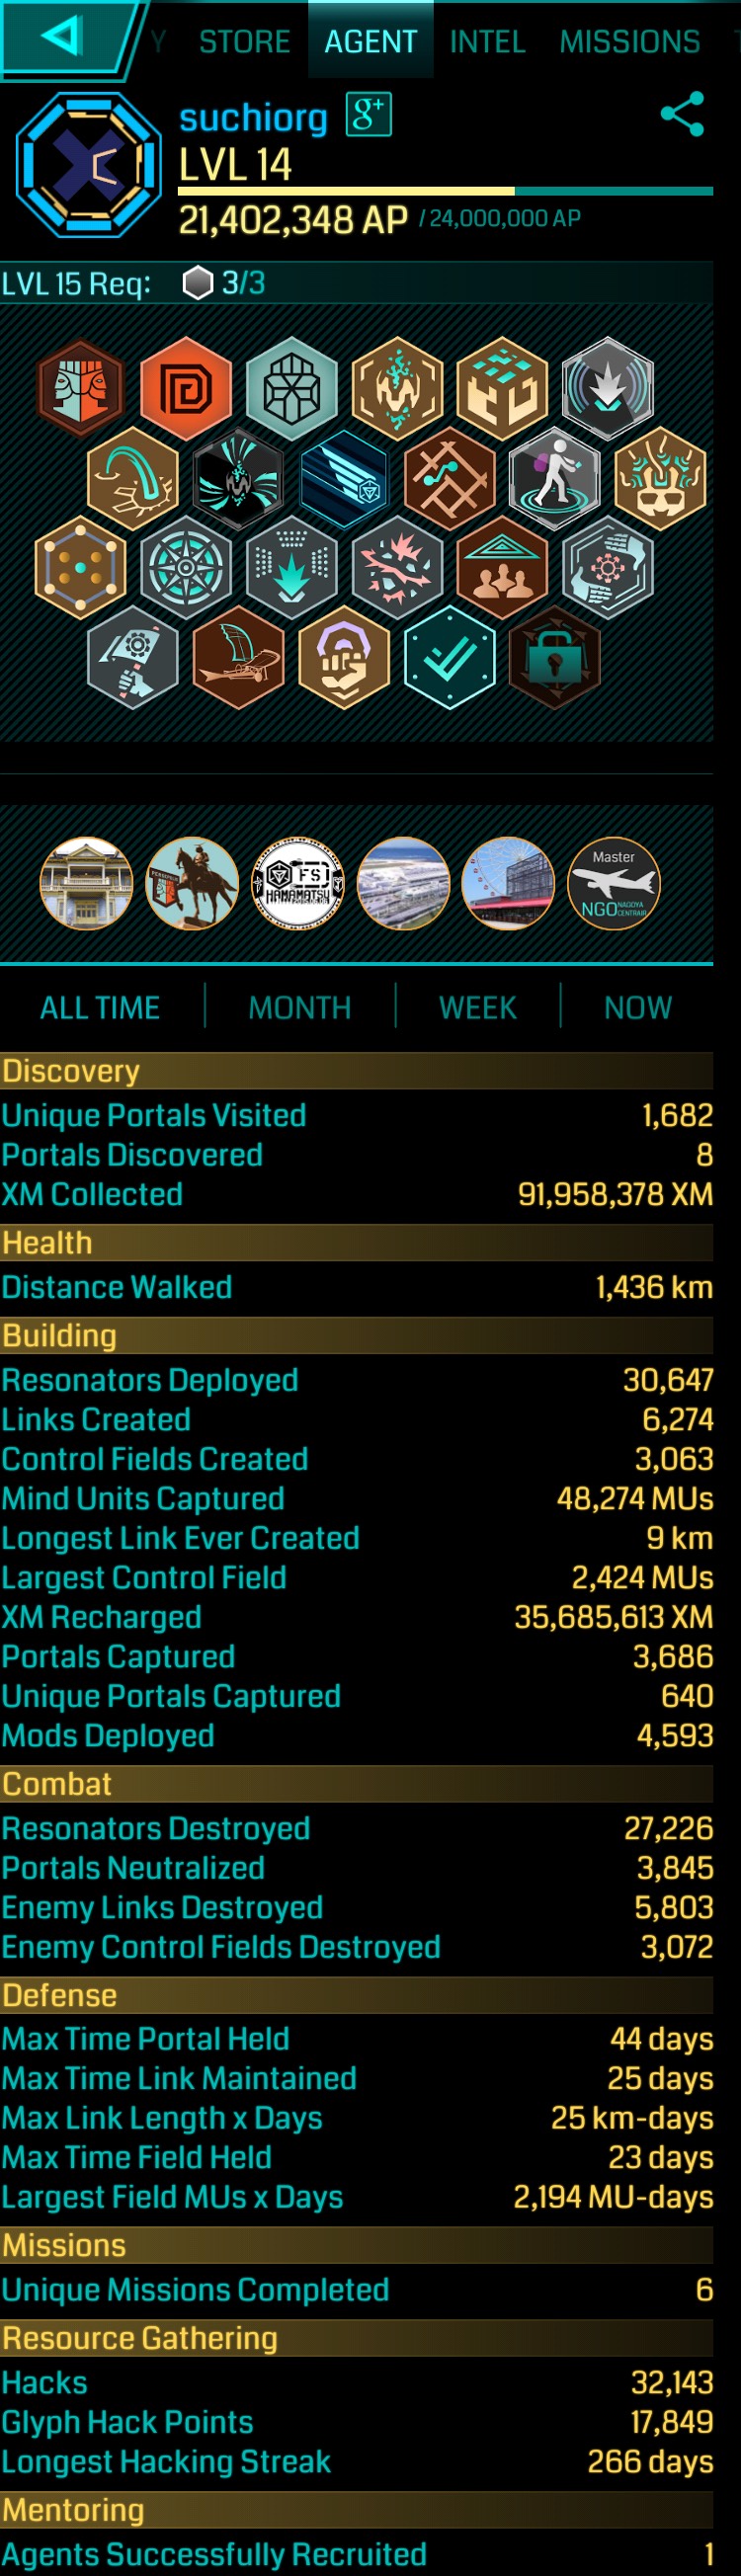 Y STORE AGENT INTEL MISSIONS
suchiorg g+
LVL 14
21,402,348 AP / 24,000,000 AP
LVL 15 Req: 3/3
PERSEPOLIS FS HAMAMATSU Master NGO NAGOYA CENTRAIR
ALL TIME MONTH WEEK NOW
Discovery
Unique Portals Visited 1,682
Portals Discovered 8
XM Collected 91,958,378 XM
Health
Distance Walked 1,436 km
Building
Resonators Deployed 30,647
Links Created 6,274
Control Fields Created 3,063
Mind Units Captured 48,274 MUs
Longest Link Ever Created 9 km
Largest Control Field 2,424 MUs
XM Recharged 35,685,613 XM
Portals Captured 3,686
Unique Portals Captured 640
Mods Deployed 4,593
Combat
Resonators Destroyed 27,226
Portals Neutralized 3,845
Enemy Links Destroyed 5,803
Enemy Control Fields Destroyed 3,072
Defense
Max Time Portal Held 44 days
Max Time Link Maintained 25 days
Max Link Length x Days 25 km-days
Max Time Field Held 23 days
Largest Field MUs x Days 2,194 MU-days
Missions
Unique Missions Completed 6
Resource Gathering
Hacks 32,143
Glyph Hack Points 17,849
Longest Hacking Streak 266 days
Mentoring
Agents Successfully Recruited 1